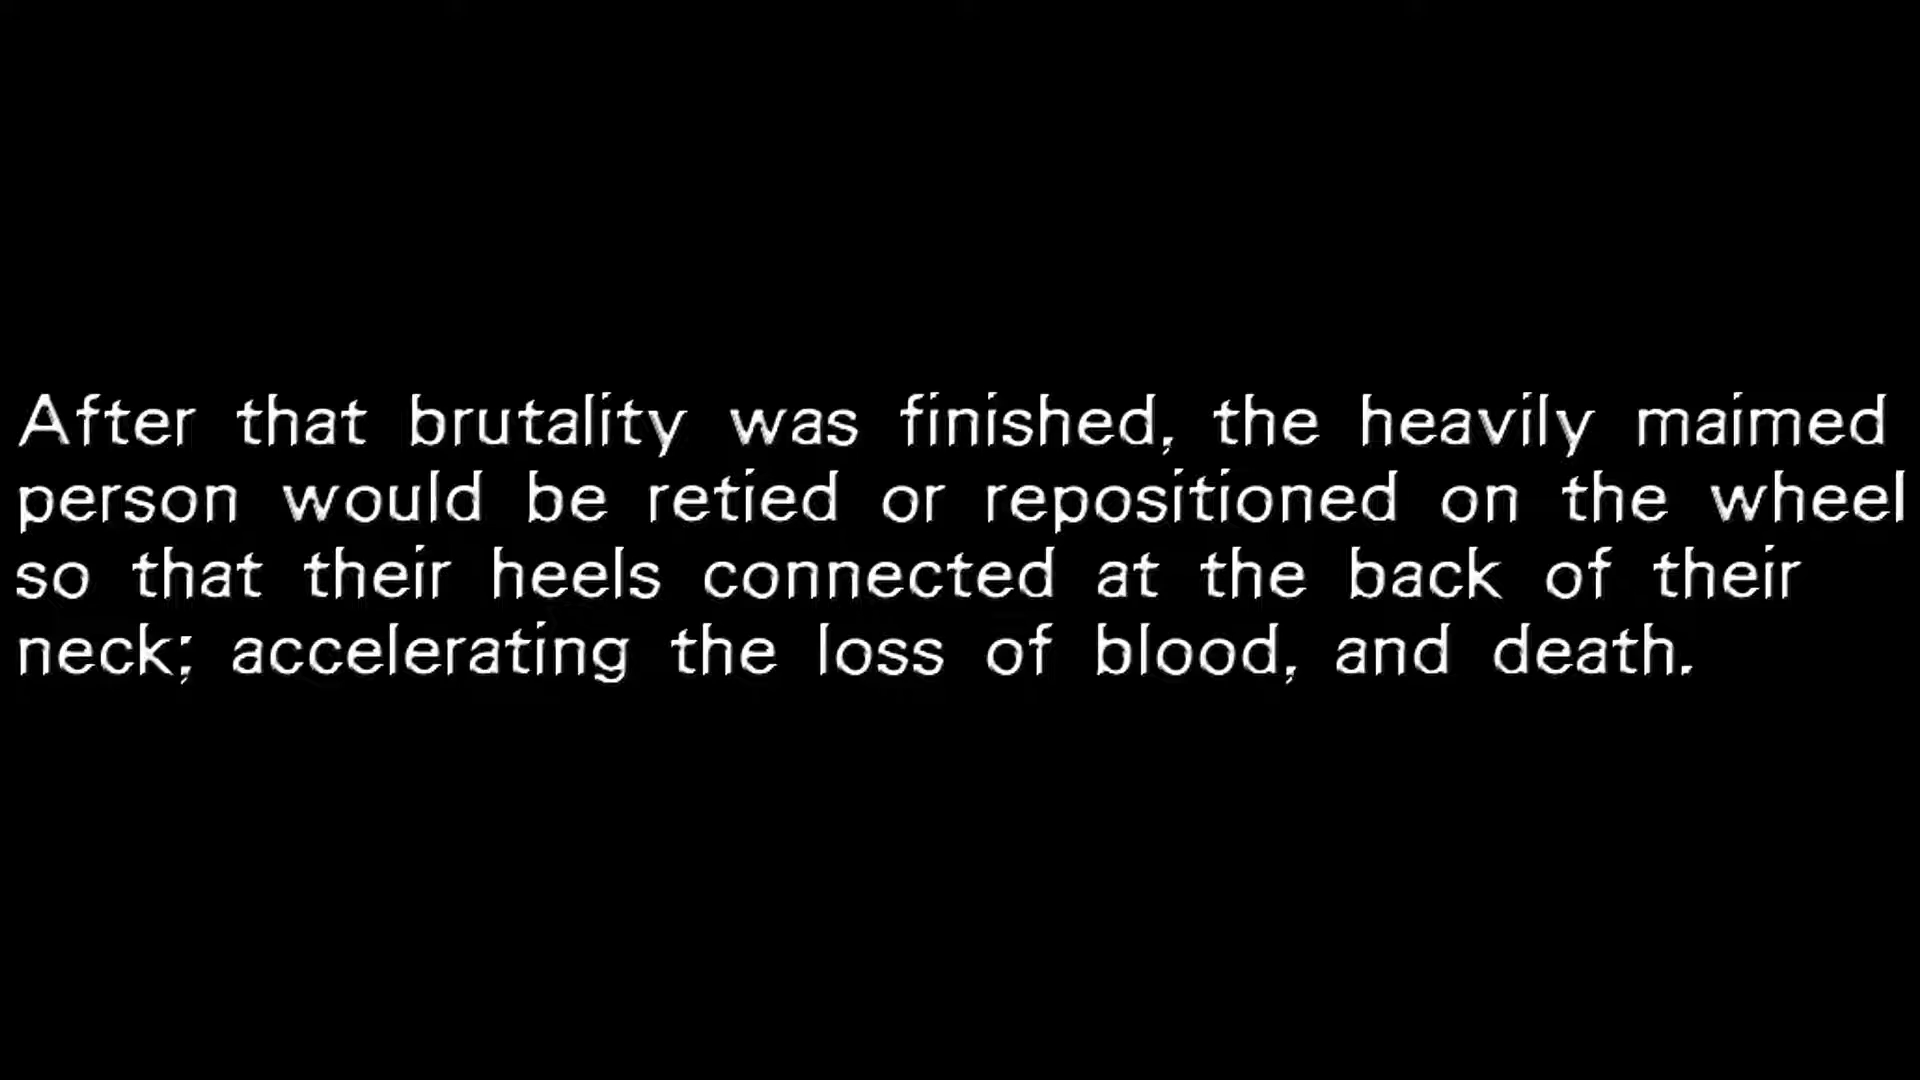 After that brutality was finished, the heavily maimed
person would be retied or repositioned on the wheel
so that their heels connected at the back of their
neck; accelerating the loss of blood, and death.